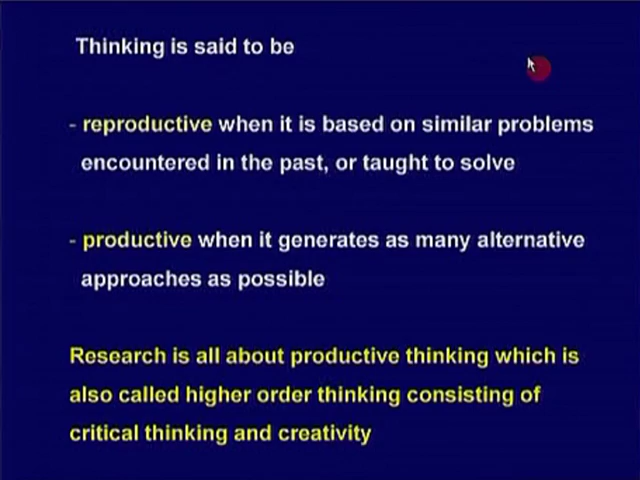 Thinking is said to be
- reproductive when it is based on similar problems
encountered in the past, or taught to solve
- productive when it generates as many alternative
approaches as possible
Research is all about productive thinking which is
also called higher order thinking consisting of
critical thinking and creativity